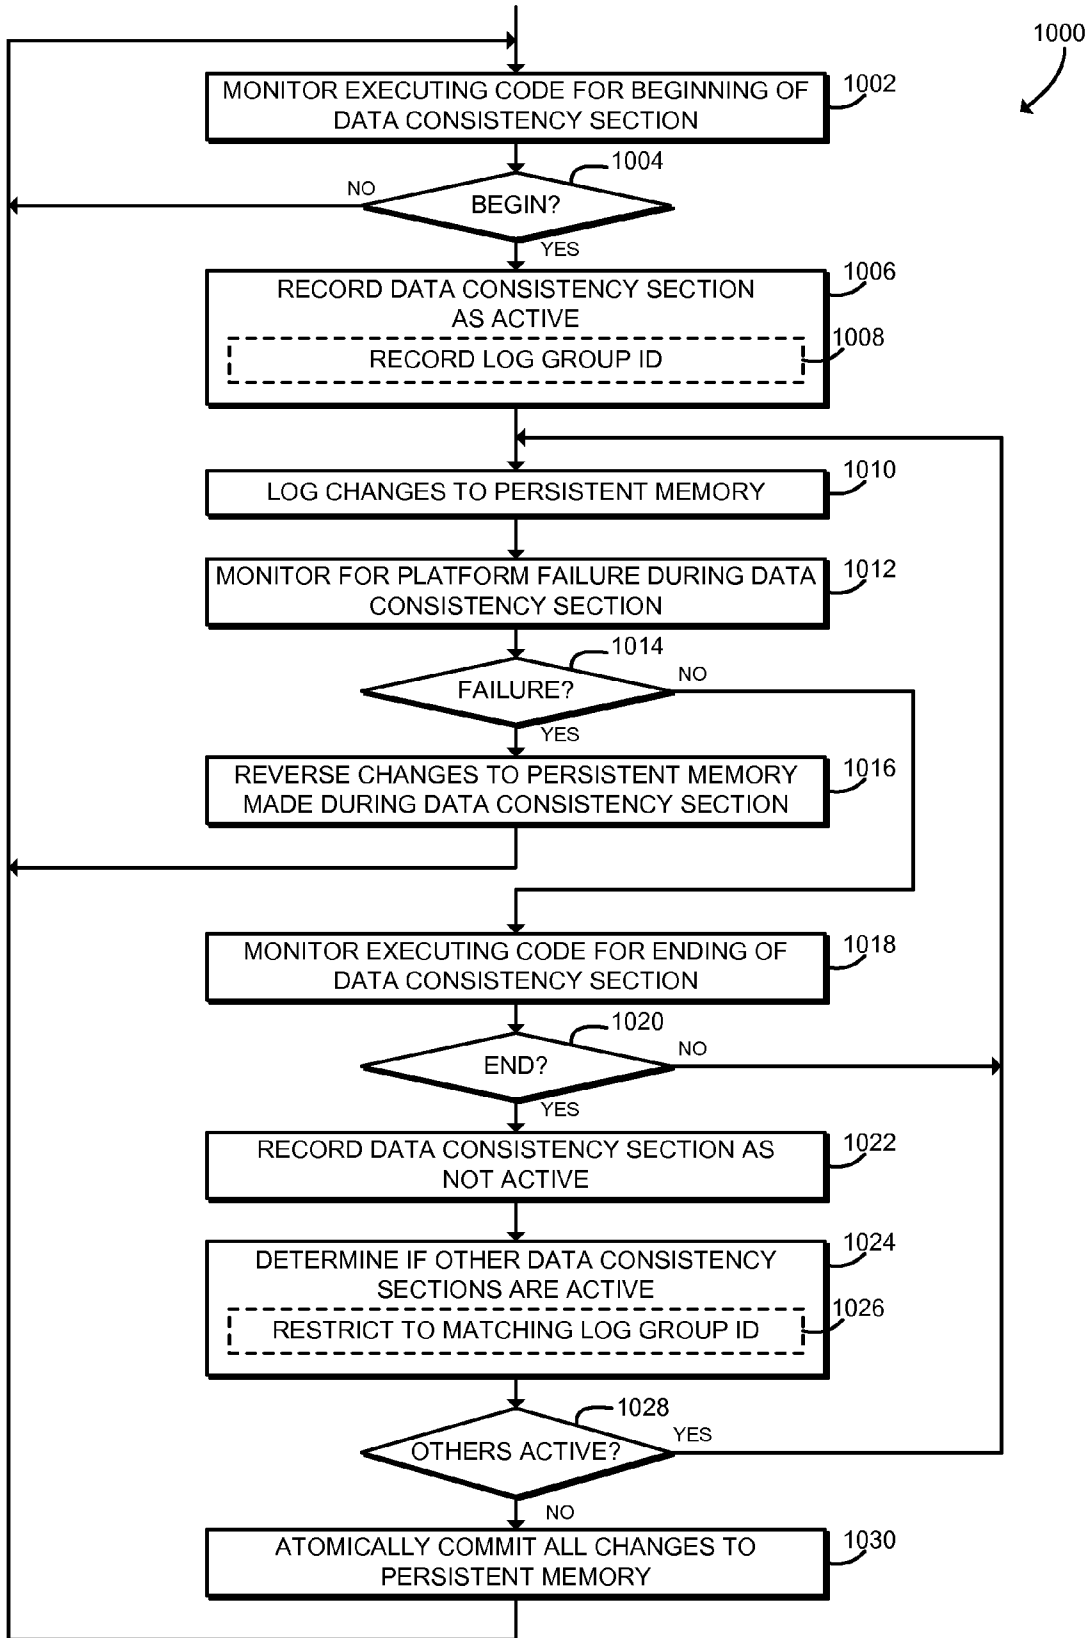 1000
MONITOR EXECUTING CODE FOR BEGINNING OF
DATA CONSISTENCY SECTION
1002
1004
NO
BEGIN?
YES
RECORD DATA CONSISTENCY SECTION
AS ACTIVE
1006
RECORD LOG GROUP ID
1008
LOG CHANGES TO PERSISTENT MEMORY
1010
MONITOR FOR PLATFORM FAILURE DURING DATA
CONSISTENCY SECTION
1012
1014
FAILURE?
NO
YES
REVERSE CHANGES TO PERSISTENT MEMORY
MADE DURING DATA CONSISTENCY SECTION
1016
MONITOR EXECUTING CODE FOR ENDING OF
DATA CONSISTENCY SECTION
1018
1020
END?
NO
YES
RECORD DATA CONSISTENCY SECTION AS
NOT ACTIVE
1022
DETERMINE IF OTHER DATA CONSISTENCY
SECTIONS ARE ACTIVE
1024
RESTRICT TO MATCHING LOG GROUP ID
1026
1028
OTHERS ACTIVE?
YES
NO
ATOMICALLY COMMIT ALL CHANGES TO
PERSISTENT MEMORY
1030